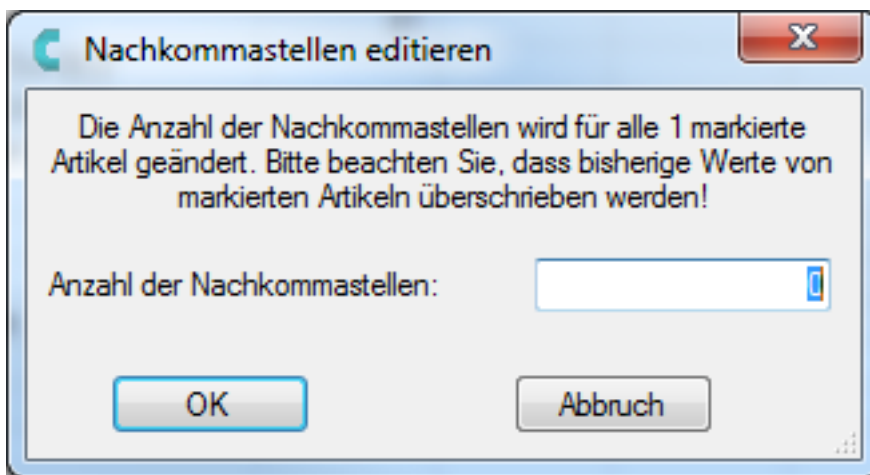 Nachkommastellen editieren
Die Anzahl der Nachkommastellen wird für alle 1 markierte
Artikel geändert. Bitte beachten Sie, dass bisherige Werte von
markierten Artikeln überschrieben werden!
Anzahl der Nachkommastellen: 0
OK Abbruch